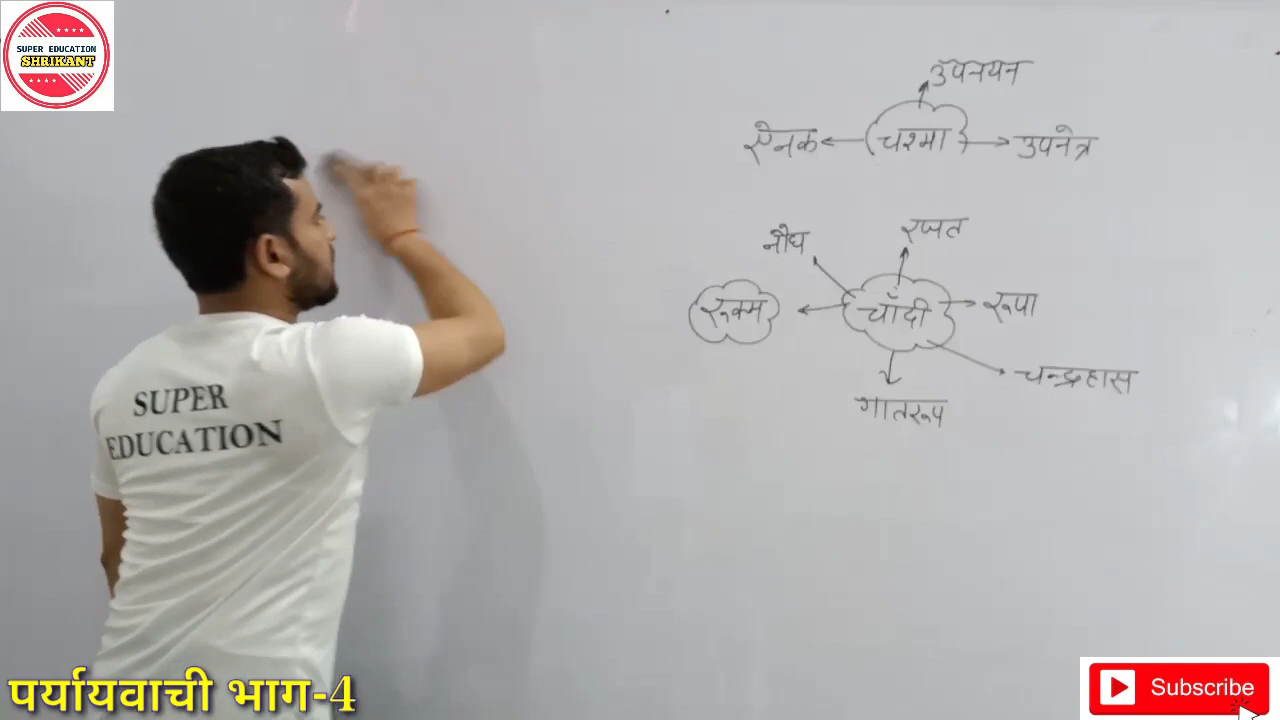 SUPER EDUCATION
SHRIKANT
उपनयन
ऐनक
चश्मा
उपनेत्र
रजत
नौध
रुक्म
चाँदी
रूपा
चन्द्रहास
गातरूप
SUPER
EDUCATION
पर्यायवाची भाग-4
Subscribe